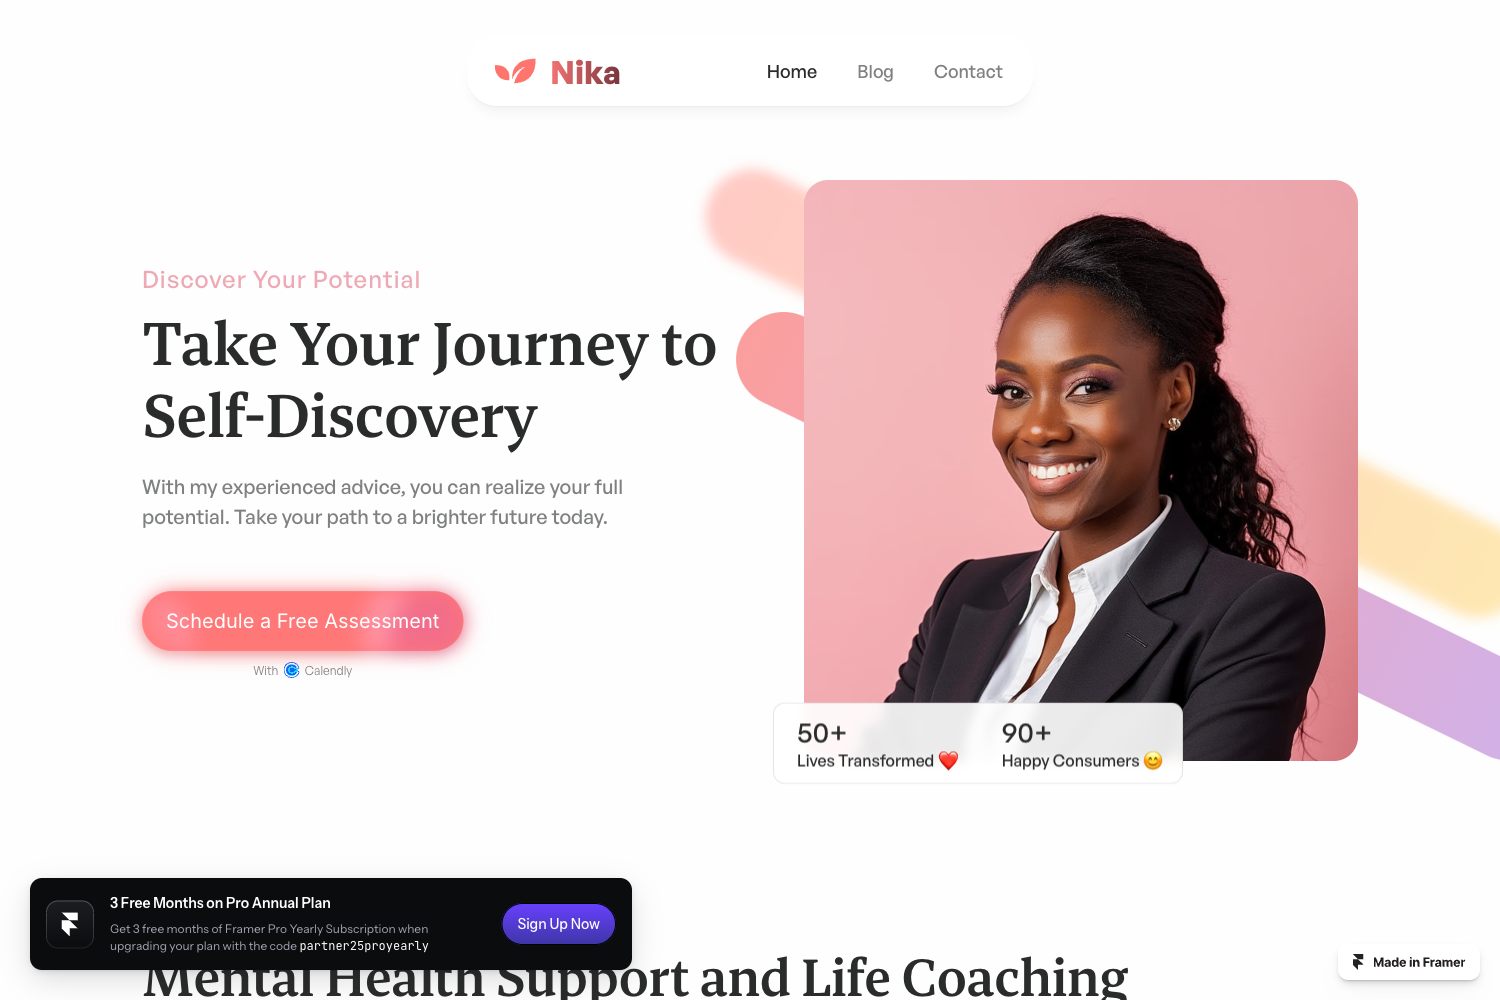 Nika
Home
Blog
Contact
Discover Your Potential
Take Your Journey to
Self-Discovery
With my experienced advice, you can realize your full
potential. Take your path to a brighter future today.
Schedule a Free Assessment
With Calendly
50+
Lives Transformed ❤️
90+
Happy Consumers 😊
3 Free Months on Pro Annual Plan
Get 3 free months of Framer Pro Yearly Subscription when
upgrading your plan with the code partner25proyearly
Sign Up Now
Mental Health Support and Life Coaching
Made in Framer